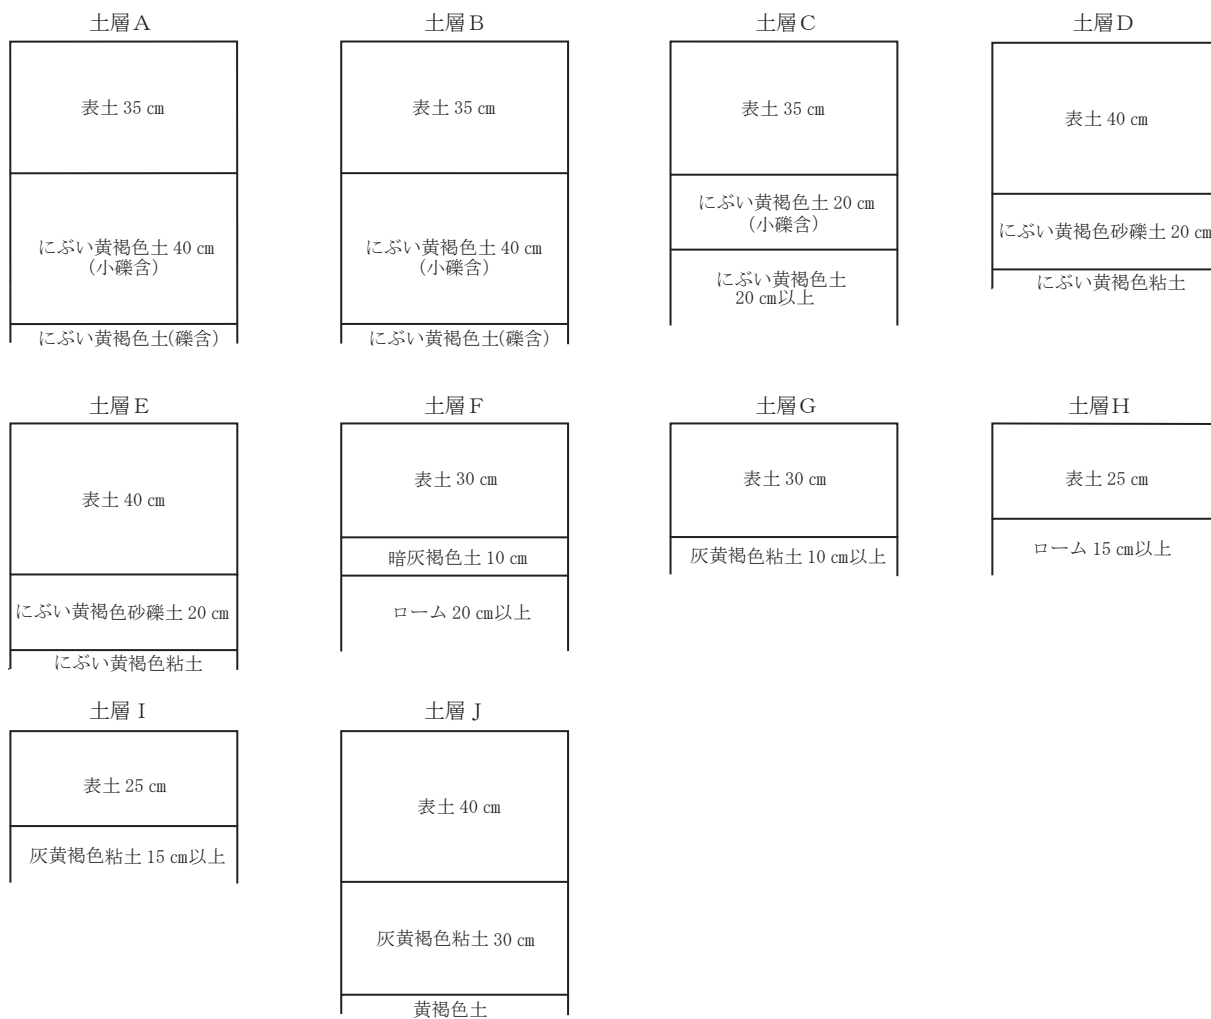 土層A
表土 35 ㎝
にぶい黄褐色土 40 ㎝
(小礫含)
にぶい黄褐色土(礫含)
土層B
表土 35 ㎝
にぶい黄褐色土 40 ㎝
(小礫含)
にぶい黄褐色土(礫含)
土層C
表土 35 ㎝
にぶい黄褐色土 20 ㎝
(小礫含)
にぶい黄褐色土
20 ㎝以上
土層D
表土 40 ㎝
にぶい黄褐色砂礫土 20 ㎝
にぶい黄褐色粘土
土層E
表土 40 ㎝
にぶい黄褐色砂礫土 20 ㎝
にぶい黄褐色粘土
土層F
表土 30 ㎝
暗灰褐色土 10 ㎝
ローム 20 ㎝以上
土層G
表土 30 ㎝
灰黄褐色粘土 10 ㎝以上
土層H
表土 25 ㎝
ローム 15 ㎝以上
土層I
表土 25 ㎝
灰黄褐色粘土 15 ㎝以上
土層J
表土 40 ㎝
灰黄褐色粘土 30 ㎝
黄褐色土